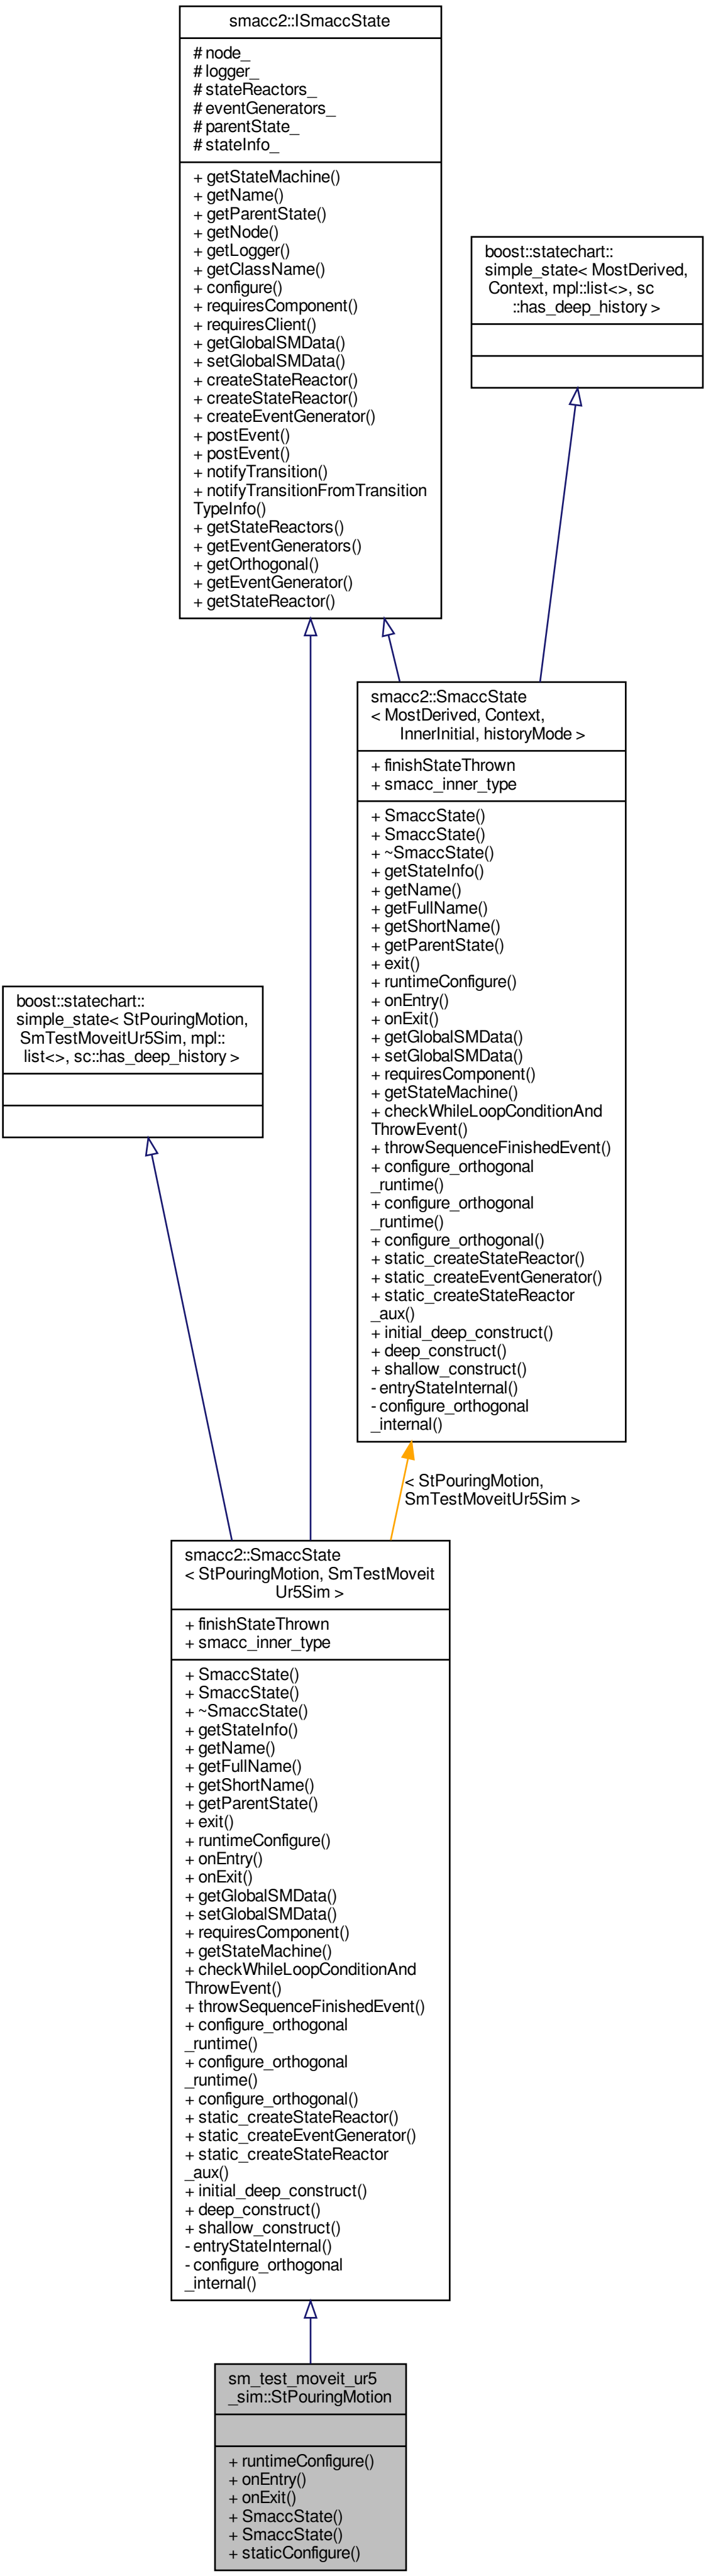 smacc2::ISmaccState
# node_
# logger_
# stateReactors_
# eventGenerators_
# parentState_
# stateInfo_
+ getStateMachine()
+ getName()
+ getParentState()
+ getNode()
+ getLogger()
+ getClassName()
+ configure()
+ requiresComponent()
+ requiresClient()
+ getGlobalSMData()
+ setGlobalSMData()
+ createStateReactor()
+ createStateReactor()
+ createEventGenerator()
+ postEvent()
+ postEvent()
+ notifyTransition()
+ notifyTransitionFromTransition
TypeInfo()
+ getStateReactors()
+ getEventGenerators()
+ getOrthogonal()
+ getEventGenerator()
+ getStateReactor()
boost::statechart::
simple_state< MostDerived,
Context, mpl::list<>, sc
::has_deep_history >
smacc2::SmaccState
< MostDerived, Context,
InnerInitial, historyMode >
+ finishStateThrown
+ smacc_inner_type
+ SmaccState()
+ SmaccState()
+ ~SmaccState()
+ getStateInfo()
+ getName()
+ getFullName()
+ getShortName()
+ getParentState()
+ exit()
+ runtimeConfigure()
+ onEntry()
+ onExit()
+ getGlobalSMData()
+ setGlobalSMData()
+ requiresComponent()
+ getStateMachine()
+ checkWhileLoopConditionAnd
ThrowEvent()
+ throwSequenceFinishedEvent()
+ configure_orthogonal
_runtime()
+ configure_orthogonal
_runtime()
+ configure_orthogonal()
+ static_createStateReactor()
+ static_createEventGenerator()
+ static_createStateReactor
_aux()
+ initial_deep_construct()
+ deep_construct()
+ shallow_construct()
- entryStateInternal()
- configure_orthogonal
_internal()
boost::statechart::
simple_state< StPouringMotion,
SmTestMoveitUr5Sim, mpl::
list<>, sc::has_deep_history >
< StPouringMotion,
SmTestMoveitUr5Sim >
smacc2::SmaccState
< StPouringMotion, SmTestMoveit
Ur5Sim >
+ finishStateThrown
+ smacc_inner_type
+ SmaccState()
+ SmaccState()
+ ~SmaccState()
+ getStateInfo()
+ getName()
+ getFullName()
+ getShortName()
+ getParentState()
+ exit()
+ runtimeConfigure()
+ onEntry()
+ onExit()
+ getGlobalSMData()
+ setGlobalSMData()
+ requiresComponent()
+ getStateMachine()
+ checkWhileLoopConditionAnd
ThrowEvent()
+ throwSequenceFinishedEvent()
+ configure_orthogonal
_runtime()
+ configure_orthogonal
_runtime()
+ configure_orthogonal()
+ static_createStateReactor()
+ static_createEventGenerator()
+ static_createStateReactor
_aux()
+ initial_deep_construct()
+ deep_construct()
+ shallow_construct()
- entryStateInternal()
- configure_orthogonal
_internal()
sm_test_moveit_ur5
_sim::StPouringMotion
+ runtimeConfigure()
+ onEntry()
+ onExit()
+ SmaccState()
+ SmaccState()
+ staticConfigure()